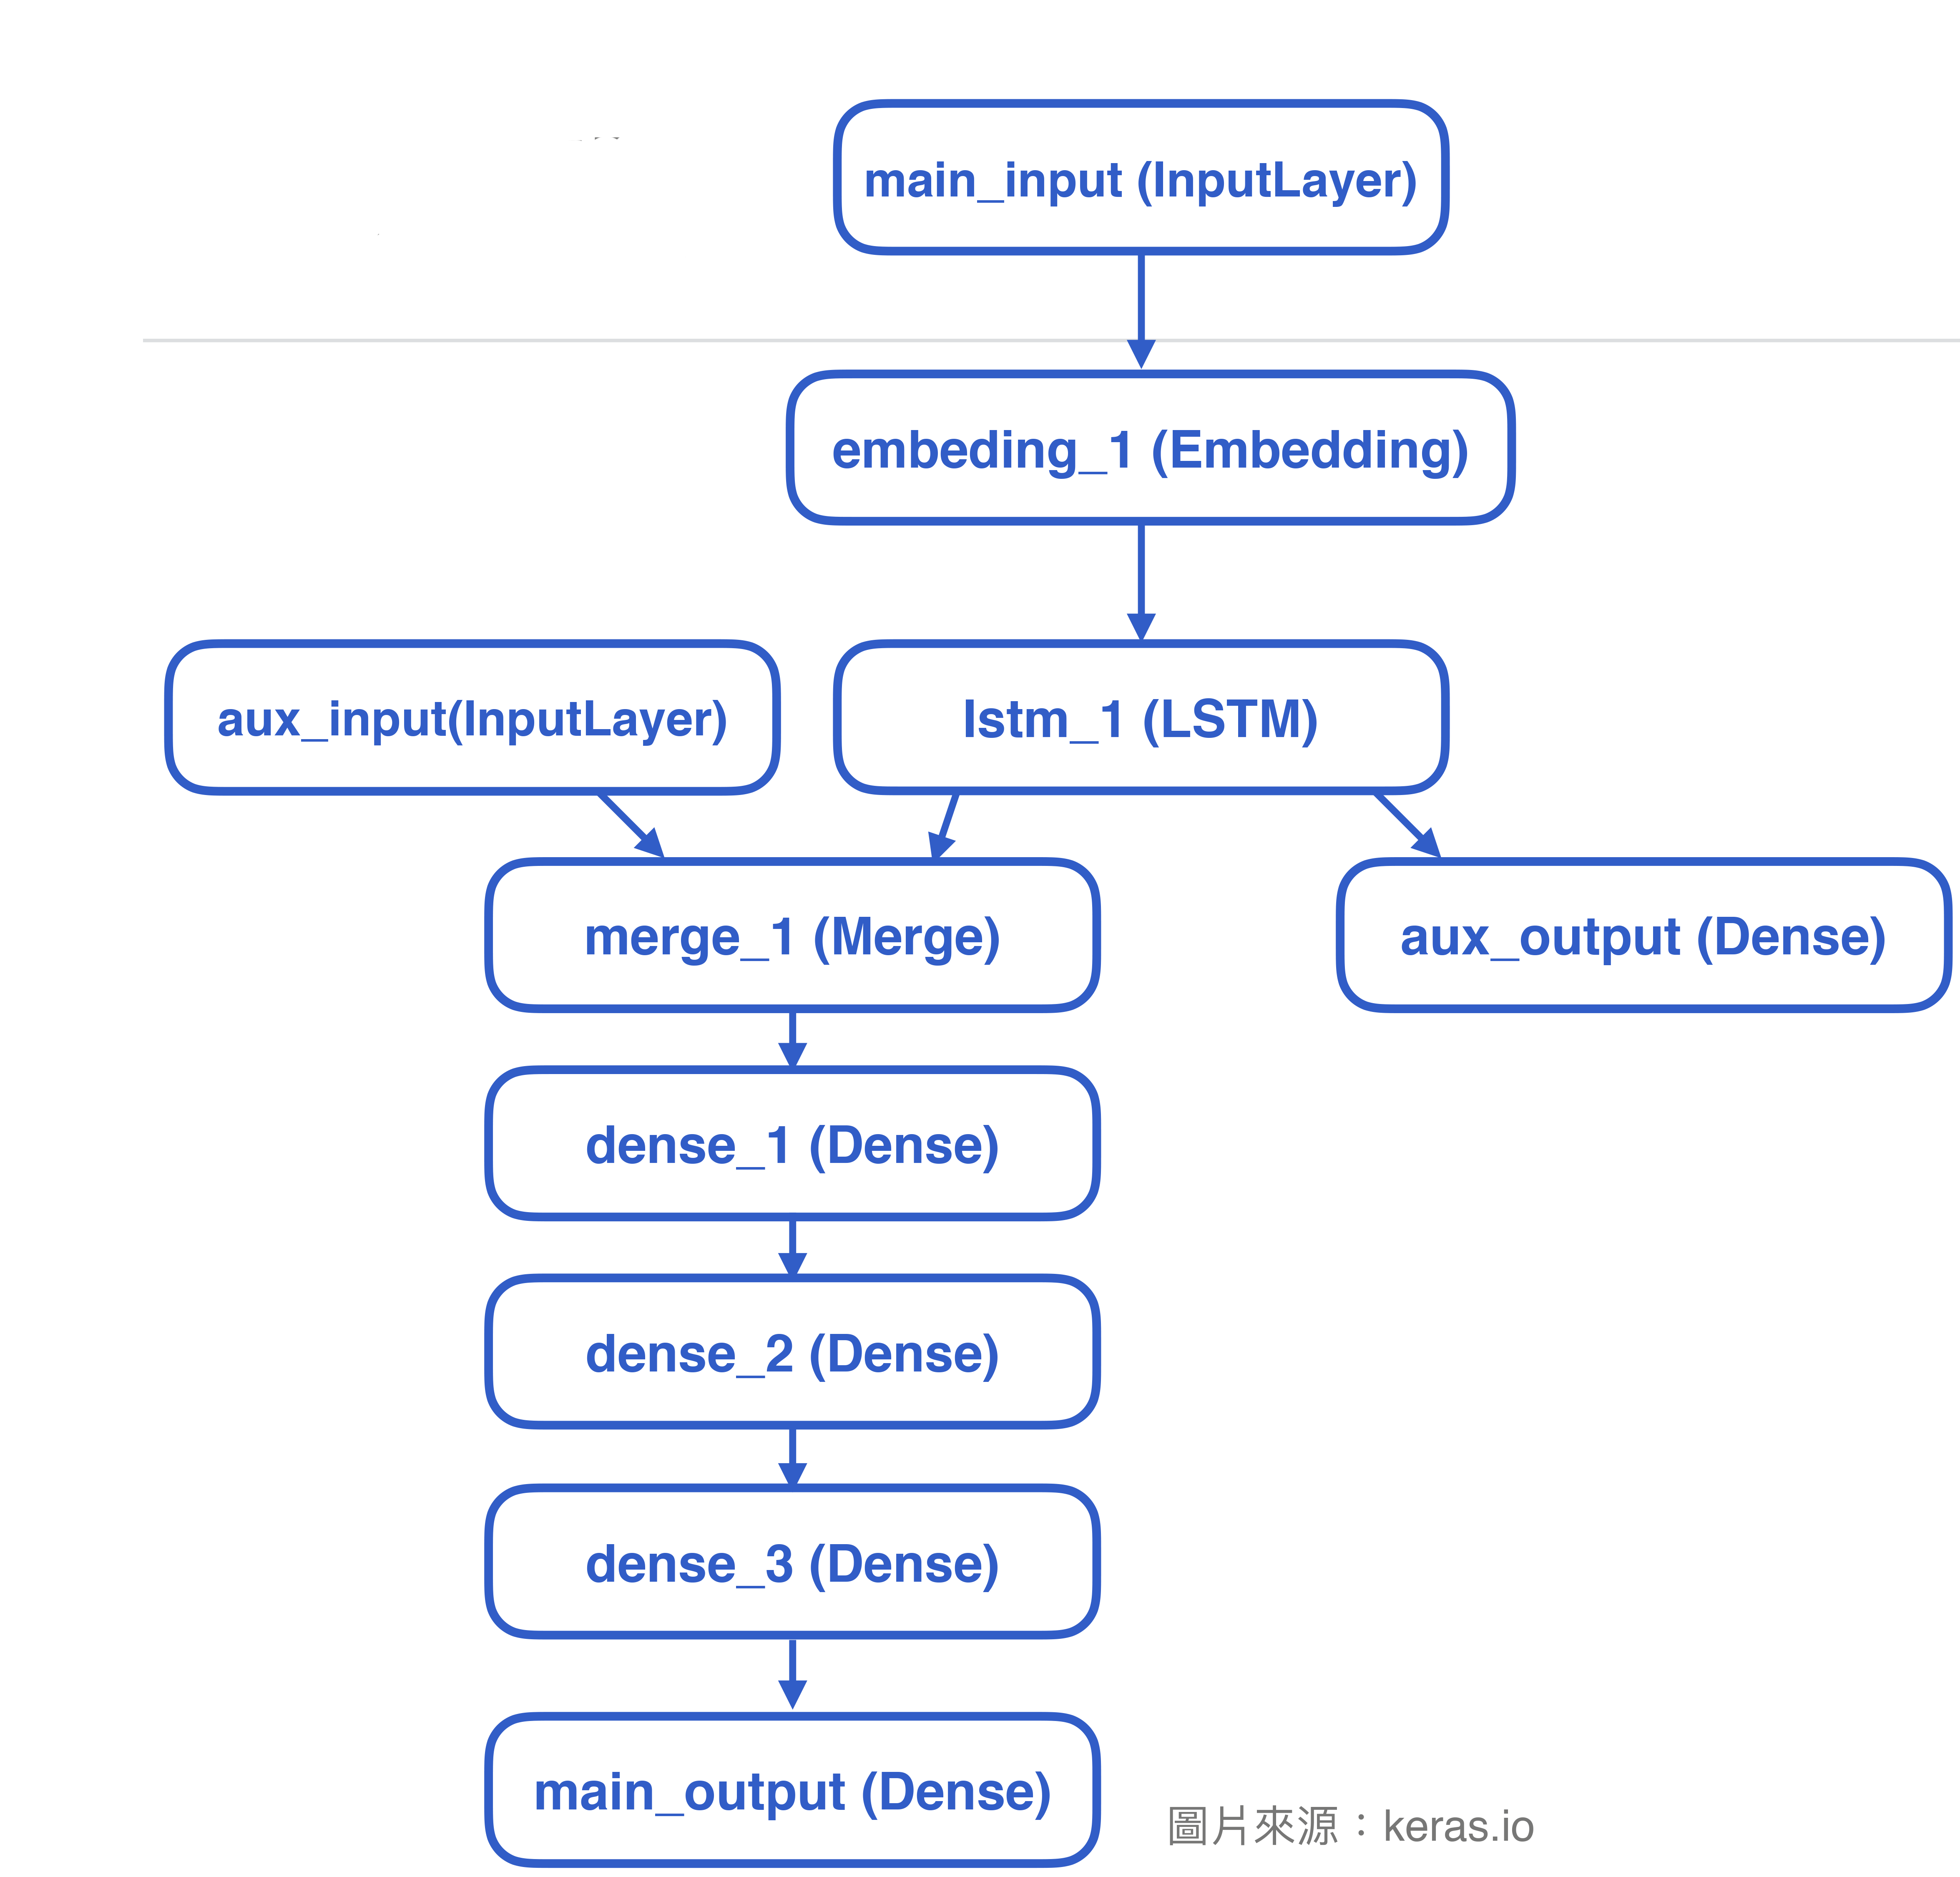 main_input (InputLayer)
embeding_1 (Embedding)
aux_input(InputLayer)
lstm_1 (LSTM)
merge_1 (Merge)
aux_output (Dense)
dense_1 (Dense)
dense_2 (Dense)
dense_3 (Dense)
main_output (Dense)
圖片來源：keras.io